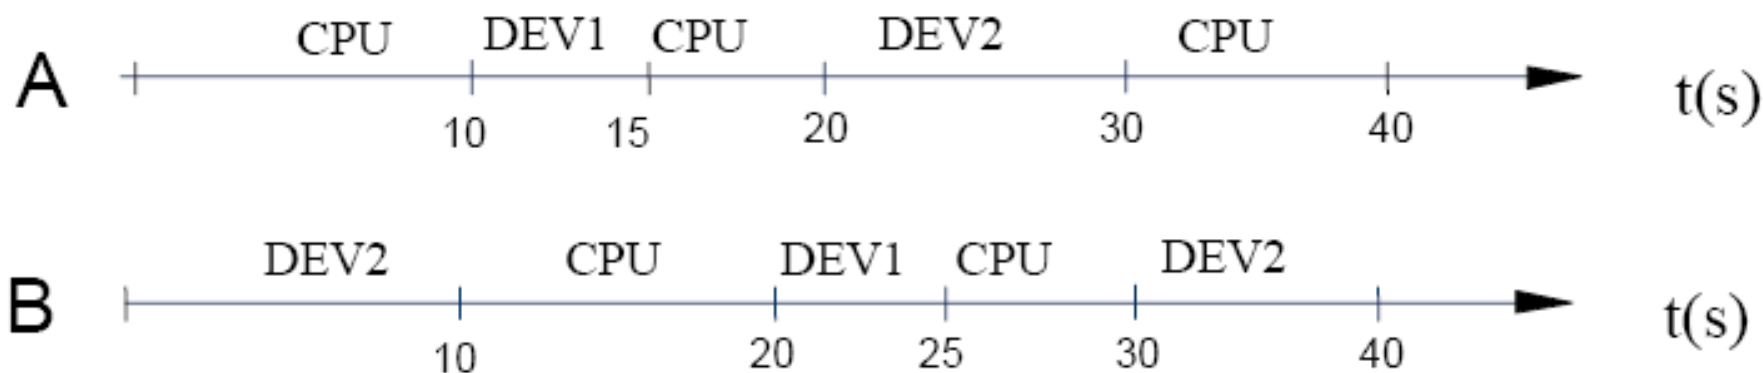 CPU DEV1 CPU DEV2 CPU
A t(s)
10 15 20 30 40
DEV2 CPU DEV1 CPU DEV2
B t(s)
10 20 25 30 40